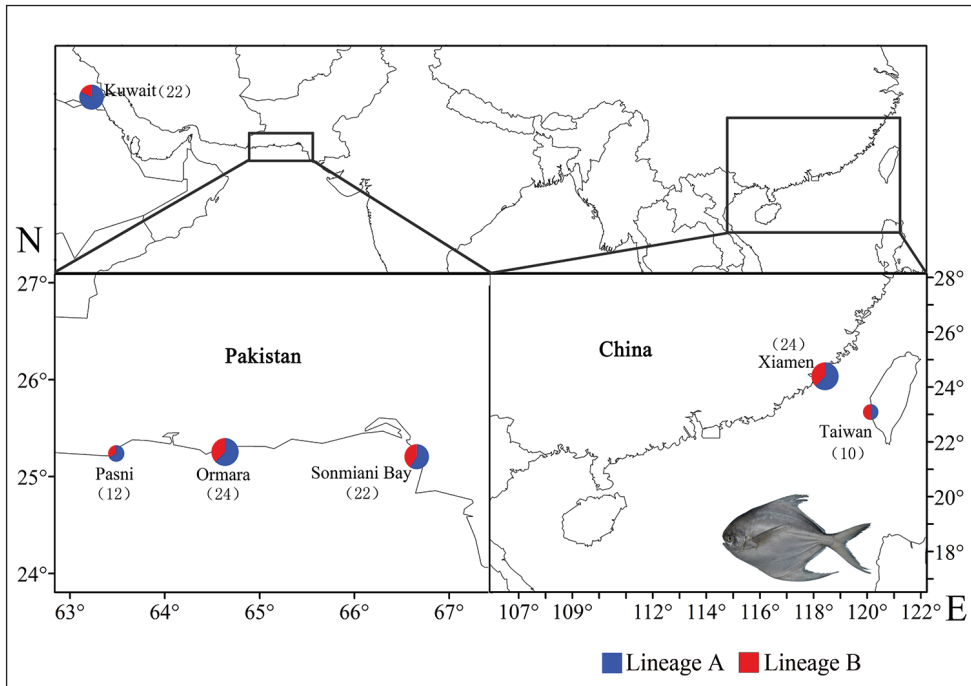 Kuwait(22)
N
27°
26°
25°
24°
Pakistan
Pasni
(12)
Ormara
(24)
Sonmiani Bay
(22)
China
(24)
Xiamen
Taiwan
(10)
28°
26°
24°
22°
20°
18°
63° 64° 65° 66° 67° 107° 109° 112° 114° 116° 118° 120° 122° E
Lineage A Lineage B